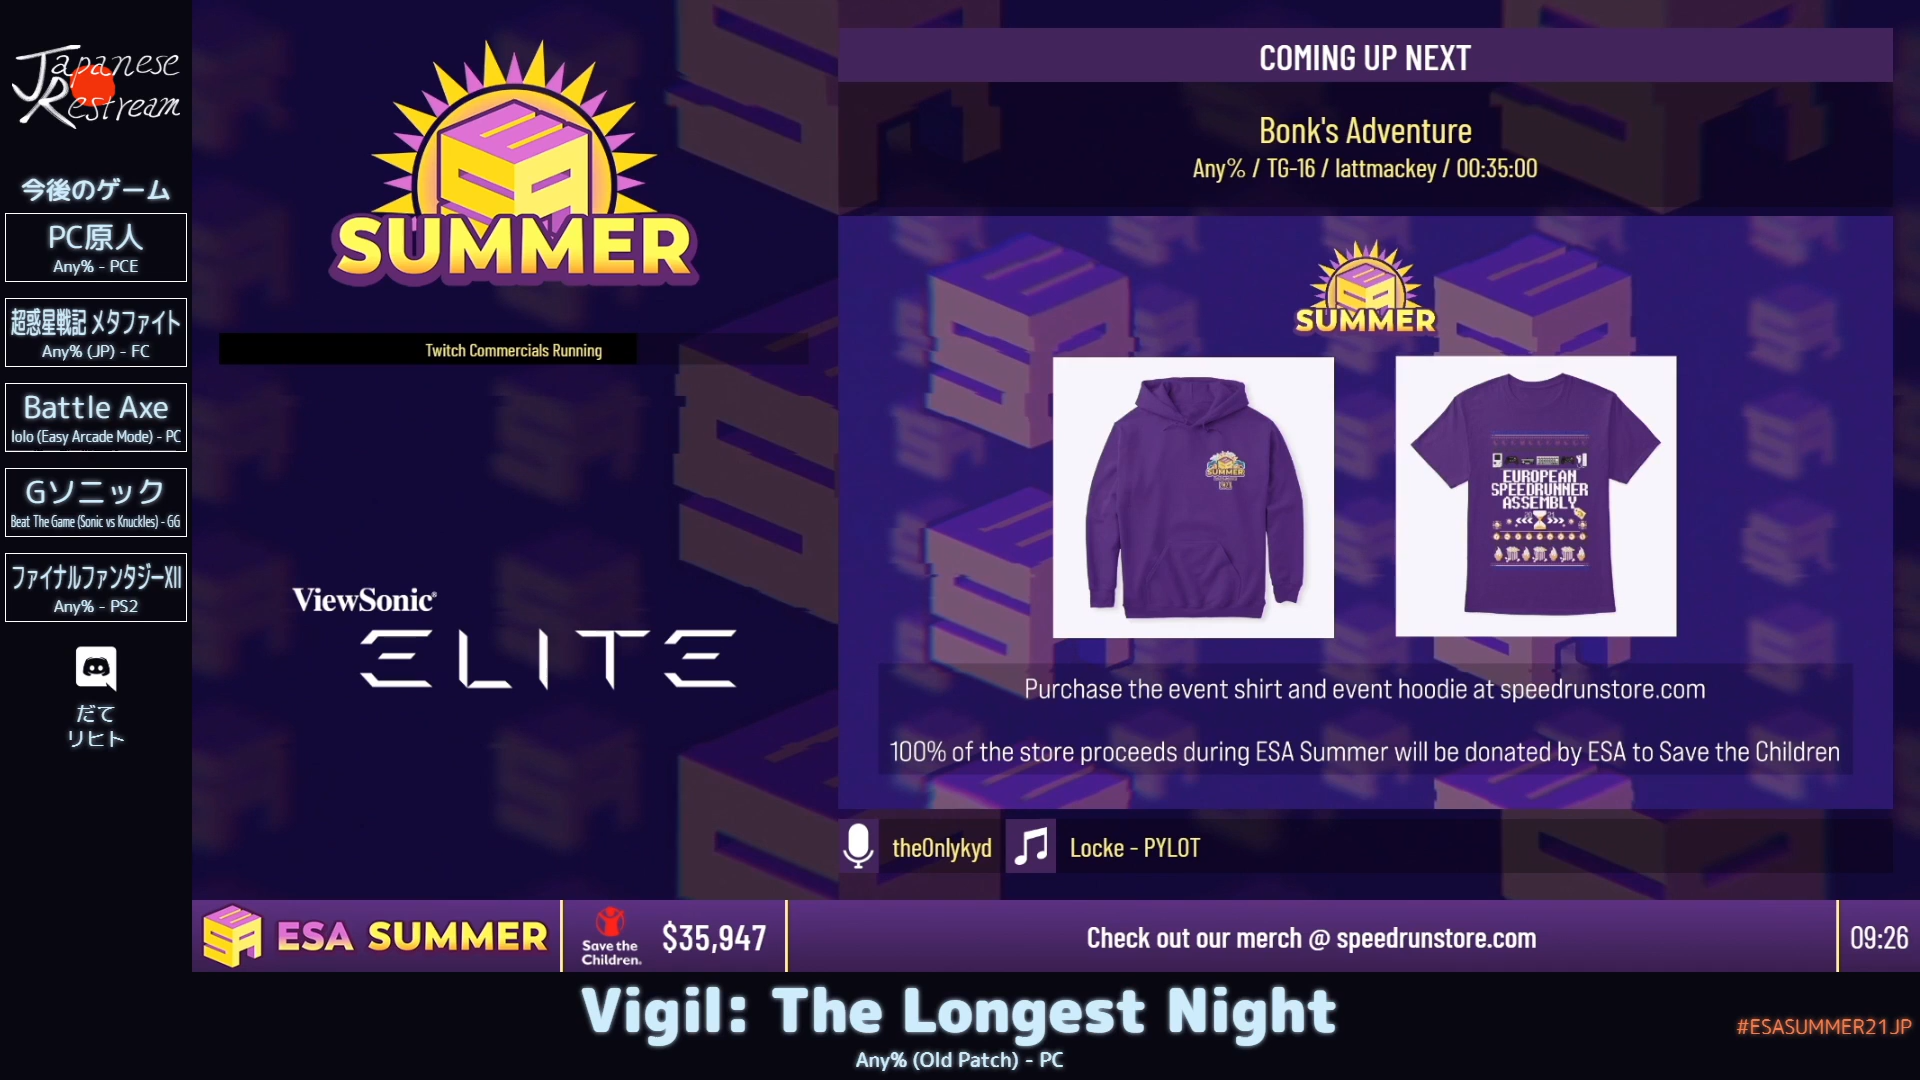 Japanese
Restream
今後のゲーム
PC原人
Any% - PCE
超惑星戦記 メタファイト
Any% (JP) - FC
Battle Axe
Iolo (Easy Arcade Mode) - PC
Gソニック
Beat The Game (Sonic vs Knuckles) - GG
ファイナルファンタジーXII
Any% - PS2
だて
リヒト
ESA
SUMMER
Twitch Commercials Running
ViewSonic®
ELITE
COMING UP NEXT
Bonk's Adventure
Any% / TG-16 / lattmackey / 00:35:00
ESA
SUMMER
SUMMER
EUROPEAN
SPEEDRUNNER
ASSEMBLY
Purchase the event shirt and event hoodie at speedrunstore.com
100% of the store proceeds during ESA Summer will be donated by ESA to Save the Children
theOnlykyd
Locke - PYLOT
ESA SUMMER
Save the
Children.
$35,947
Check out our merch @ speedrunstore.com
09:26
Vigil: The Longest Night
Any% (Old Patch) - PC
#ESASUMMER21JP